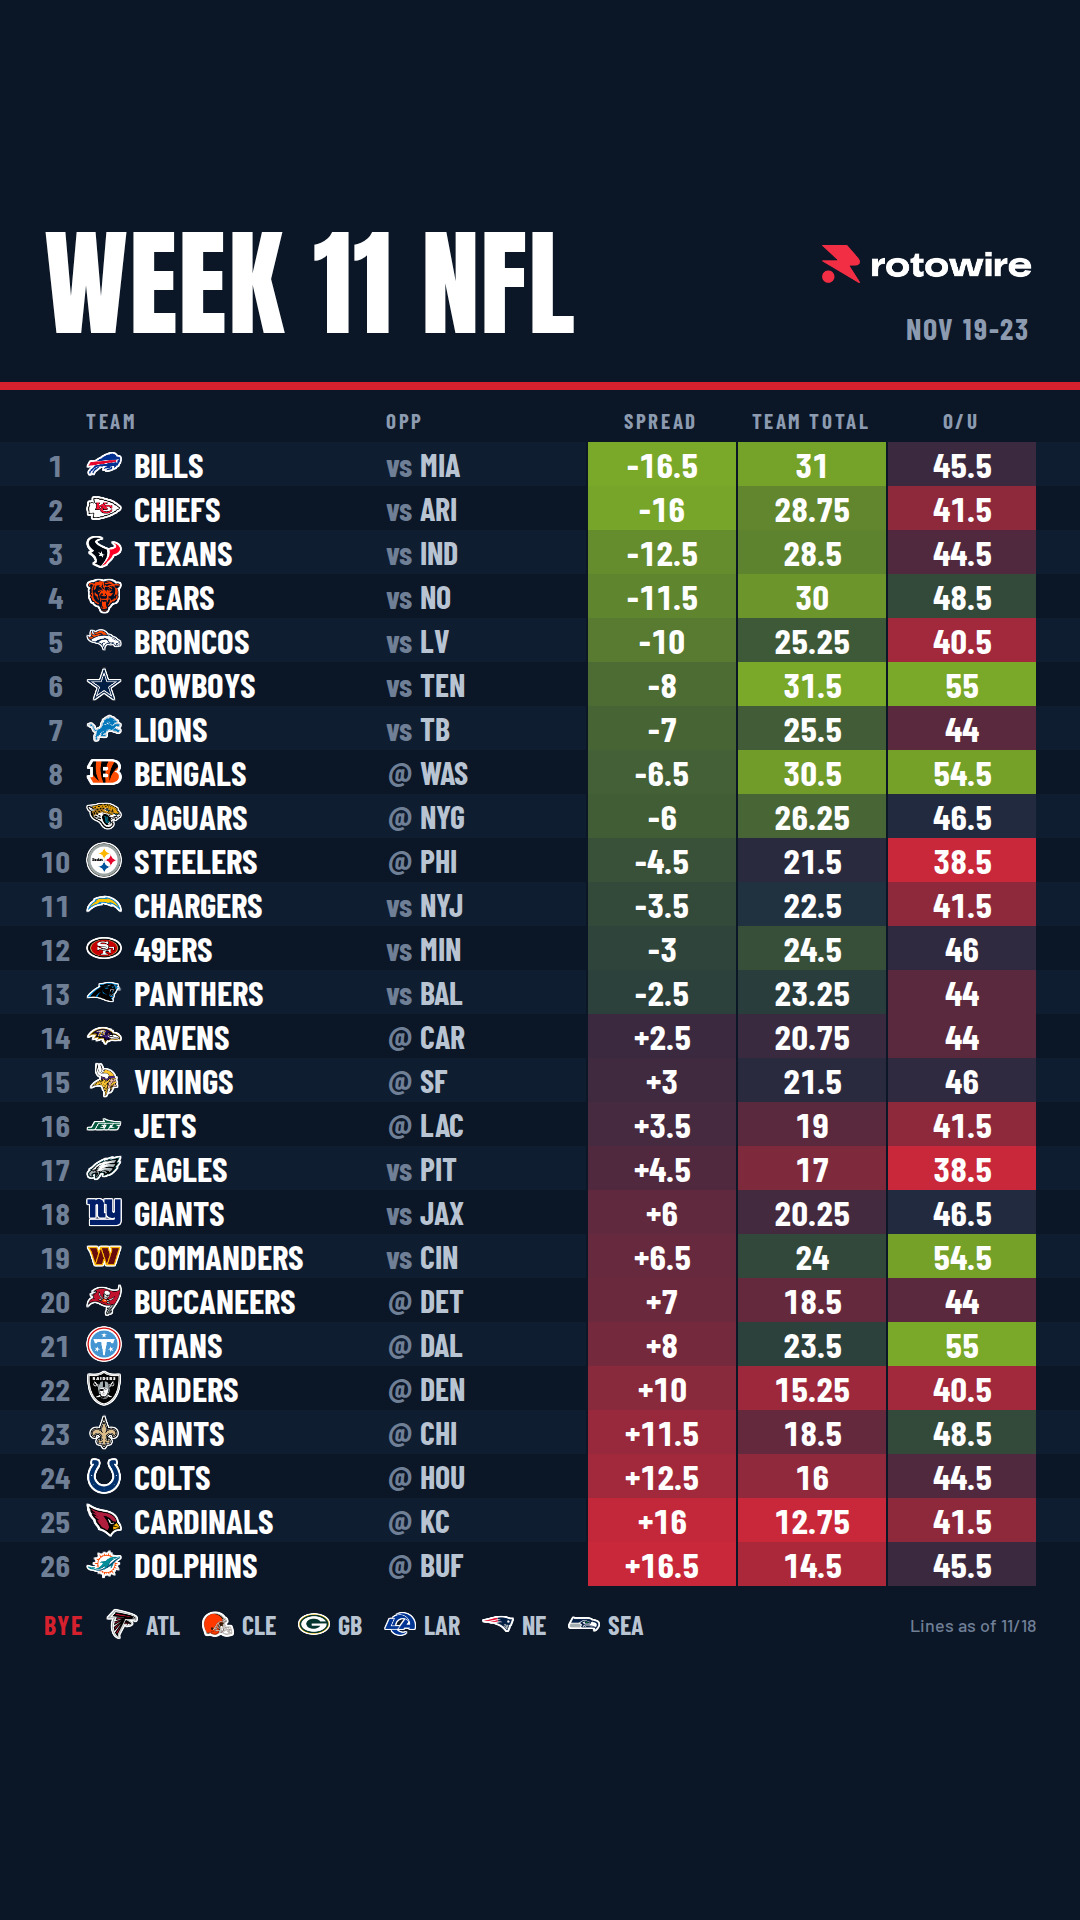 WEEK 11 NFL
rotowire
NOV 19-23
TEAM OPP SPREAD TEAM TOTAL O/U
1 BILLS vs MIA -16.5 31 45.5
2 CHIEFS vs ARI -16 28.75 41.5
3 TEXANS vs IND -12.5 28.5 44.5
4 BEARS vs NO -11.5 30 48.5
5 BRONCOS vs LV -10 25.25 40.5
6 COWBOYS vs TEN -8 31.5 55
7 LIONS vs TB -7 25.5 44
8 BENGALS @ WAS -6.5 30.5 54.5
9 JAGUARS @ NYG -6 26.25 46.5
10 STEELERS @ PHI -4.5 21.5 38.5
11 CHARGERS vs NYJ -3.5 22.5 41.5
12 49ERS vs MIN -3 24.5 46
13 PANTHERS vs BAL -2.5 23.25 44
14 RAVENS @ CAR +2.5 20.75 44
15 VIKINGS @ SF +3 21.5 46
16 JETS @ LAC +3.5 19 41.5
17 EAGLES vs PIT +4.5 17 38.5
18 GIANTS vs JAX +6 20.25 46.5
19 COMMANDERS vs CIN +6.5 24 54.5
20 BUCCANEERS @ DET +7 18.5 44
21 TITANS @ DAL +8 23.5 55
22 RAIDERS @ DEN +10 15.25 40.5
23 SAINTS @ CHI +11.5 18.5 48.5
24 COLTS @ HOU +12.5 16 44.5
25 CARDINALS @ KC +16 12.75 41.5
26 DOLPHINS @ BUF +16.5 14.5 45.5
BYE ATL CLE GB LAR NE SEA Lines as of 11/18